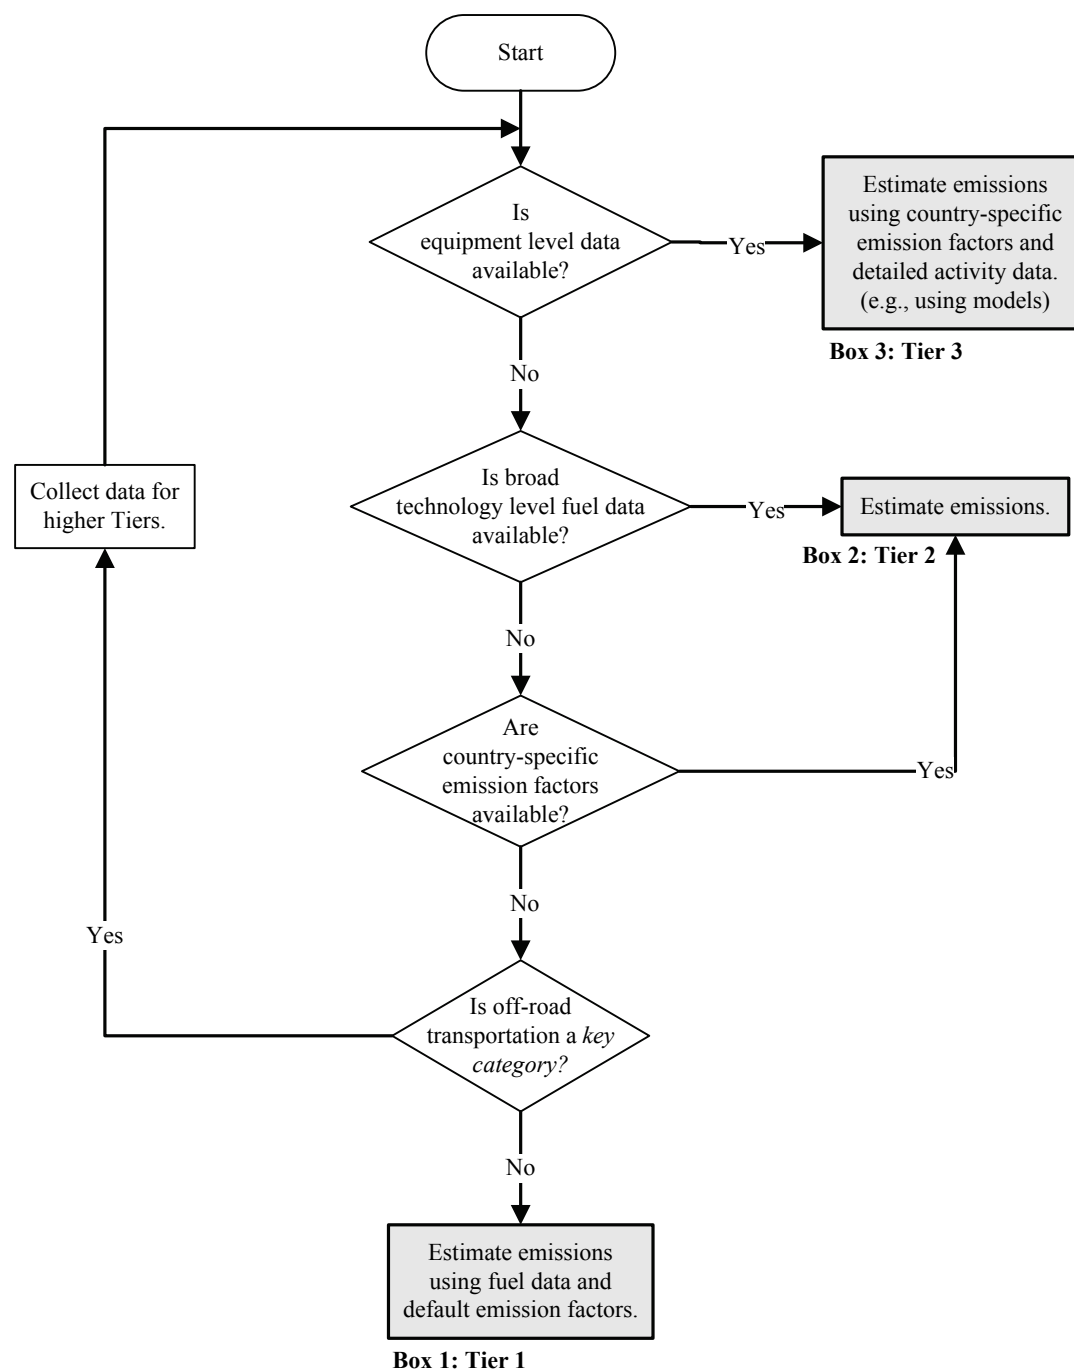 Start
Is
equipment level data
available?
Yes
Estimate emissions
using country-specific
emission factors and
detailed activity data.
(e.g., using models)
Box 3: Tier 3
No
Is broad
technology level fuel data
available?
Yes
Estimate emissions.
Box 2: Tier 2
Collect data for
higher Tiers.
No
Are
country-specific
emission factors
available?
Yes
No
Yes
Is off-road
transportation a key
category?
No
Estimate emissions
using fuel data and
default emission factors.
Box 1: Tier 1